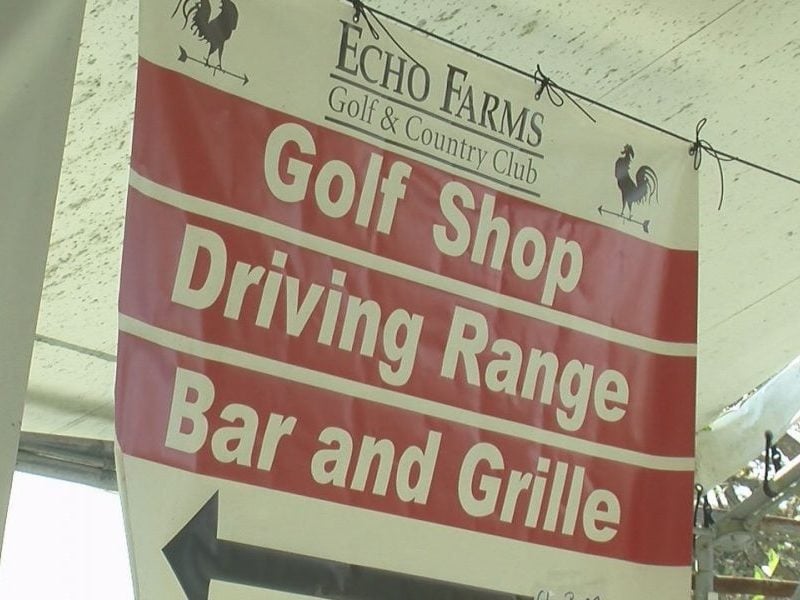 ECHO FARMS
Golf & Country Club
Golf Shop
Driving Range
Bar and Grille